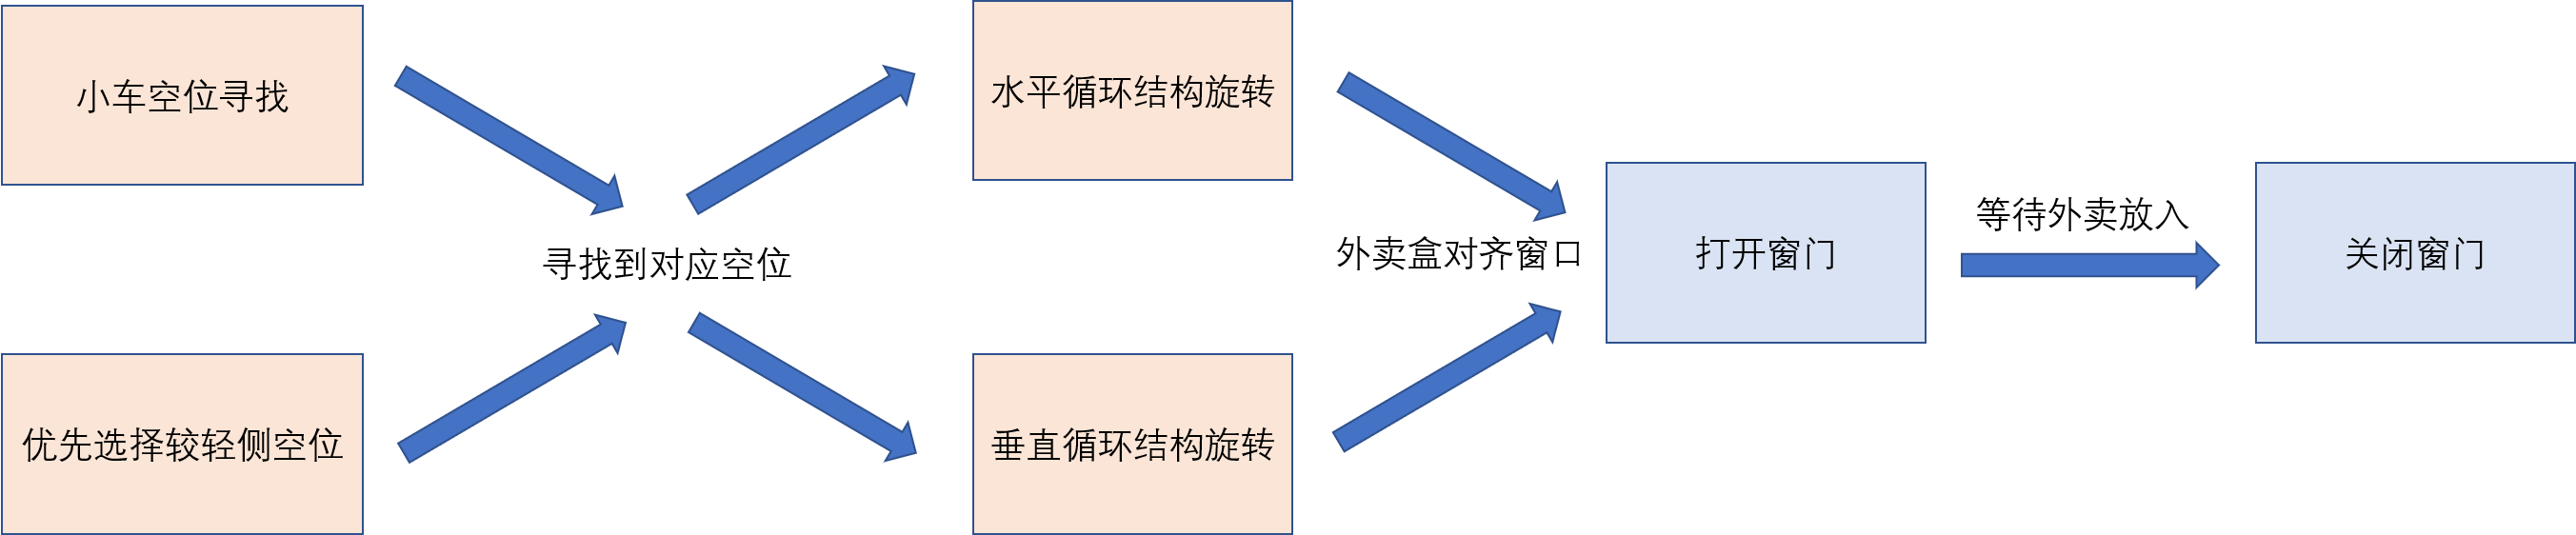 小车空位寻找
优先选择较轻侧空位
寻找到对应空位
水平循环结构旋转
垂直循环结构旋转
外卖盒对齐窗口
打开窗门
等待外卖放入
关闭窗门